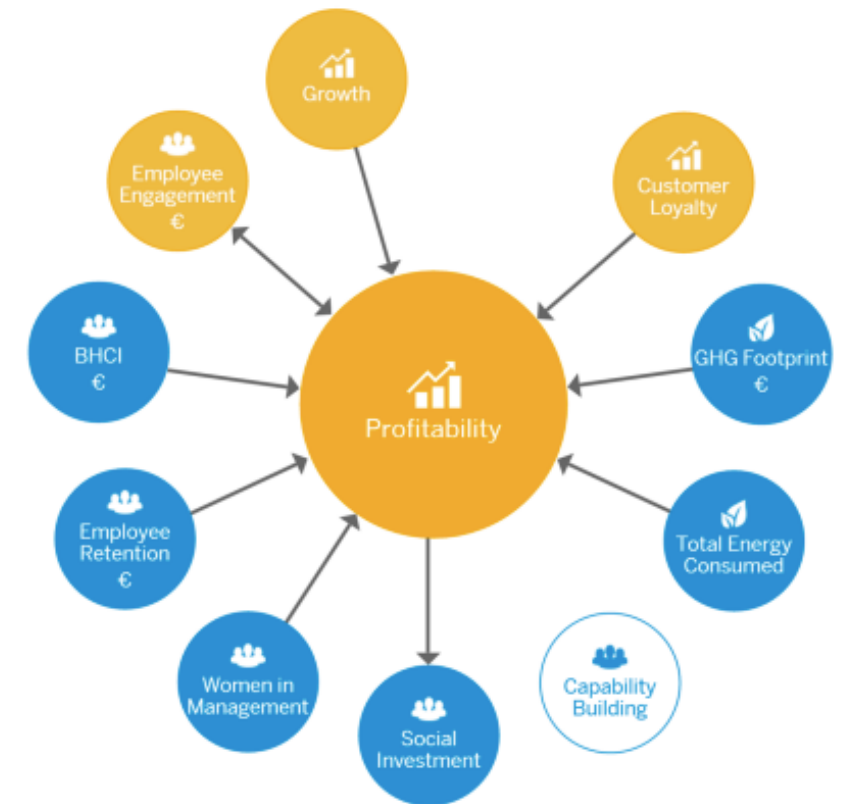 Growth
Employee
Engagement
€
Customer
Loyalty
BHCI
€
GHG Footprint
€
Profitability
Employee
Retention
€
Total Energy
Consumed
Women in
Management
Social
Investment
Capability
Building